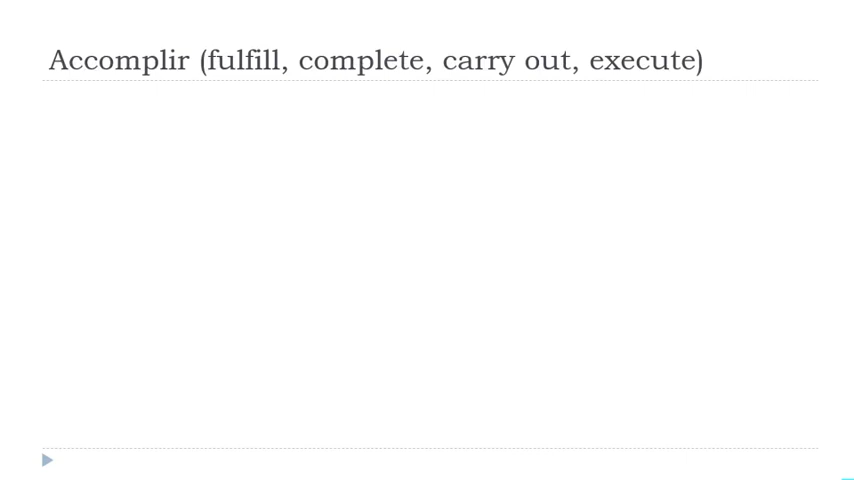 Accomplir (fulfill, complete, carry out, execute)